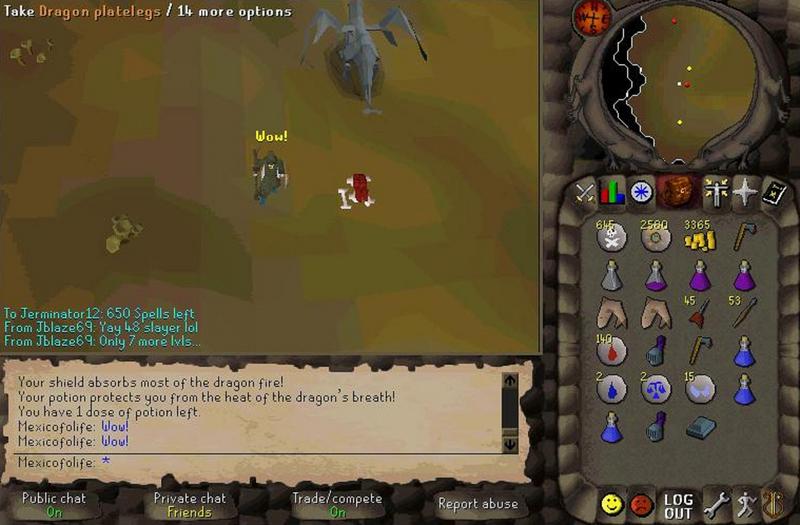 Take Dragon platelegs / 14 more options
Wow!
To Jerminator12: 650 Spells left
From Jblaze69: Yay 48 slayer lol
From Jblaze69: Only 7 more lvls...
Your shield absorbs most of the dragon fire!
Your potion protects you from the heat of the dragon's breath!
You have 1 dose of potion left.
Mexicofolife: Wow!
Mexicofolife: Wow!
Mexicofolife: *
Public chat
On
Private chat
Friends
Trade/compete
On
Report abuse
645 2580 3365
45 53
140
2 2 15
LOG
OUT